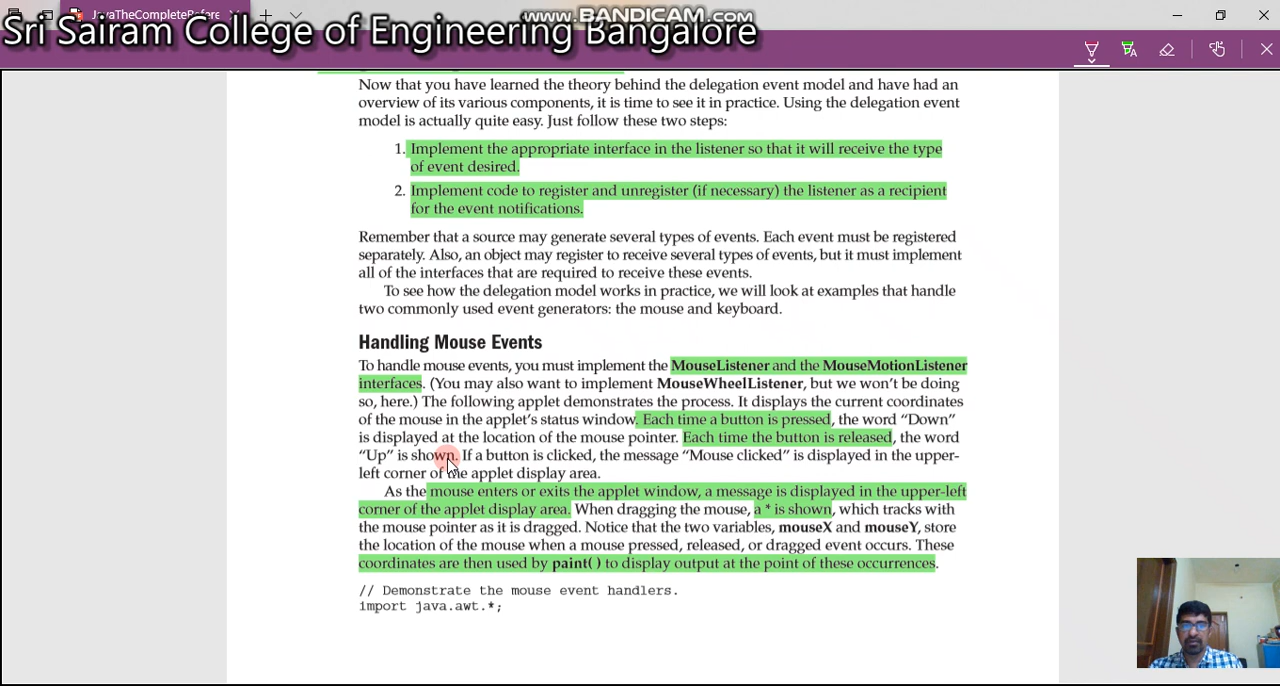 JavaTheCompleteRefere
www.BANDICAM.com
Sri Sairam College of Engineering Bangalore
Now that you have learned the theory behind the delegation event model and have had an
overview of its various components, it is time to see it in practice. Using the delegation event
model is actually quite easy. Just follow these two steps:
1. Implement the appropriate interface in the listener so that it will receive the type
of event desired.
2. Implement code to register and unregister (if necessary) the listener as a recipient
for the event notifications.
Remember that a source may generate several types of events. Each event must be registered
separately. Also, an object may register to receive several types of events, but it must implement
all of the interfaces that are required to receive these events.
To see how the delegation model works in practice, we will look at examples that handle
two commonly used event generators: the mouse and keyboard.
Handling Mouse Events
To handle mouse events, you must implement the MouseListener and the MouseMotionListener
interfaces. (You may also want to implement MouseWheelListener, but we won't be doing
so, here.) The following applet demonstrates the process. It displays the current coordinates
of the mouse in the applet's status window. Each time a button is pressed, the word “Down”
is displayed at the location of the mouse pointer. Each time the button is released, the word
“Up” is shown. If a button is clicked, the message “Mouse clicked” is displayed in the upper-
left corner of the applet display area.
As the mouse enters or exits the applet window, a message is displayed in the upper-left
corner of the applet display area. When dragging the mouse, a * is shown, which tracks with
the mouse pointer as it is dragged. Notice that the two variables, mouseX and mouseY, store
the location of the mouse when a mouse pressed, released, or dragged event occurs. These
coordinates are then used by paint( ) to display output at the point of these occurrences.
// Demonstrate the mouse event handlers.
import java.awt.*;